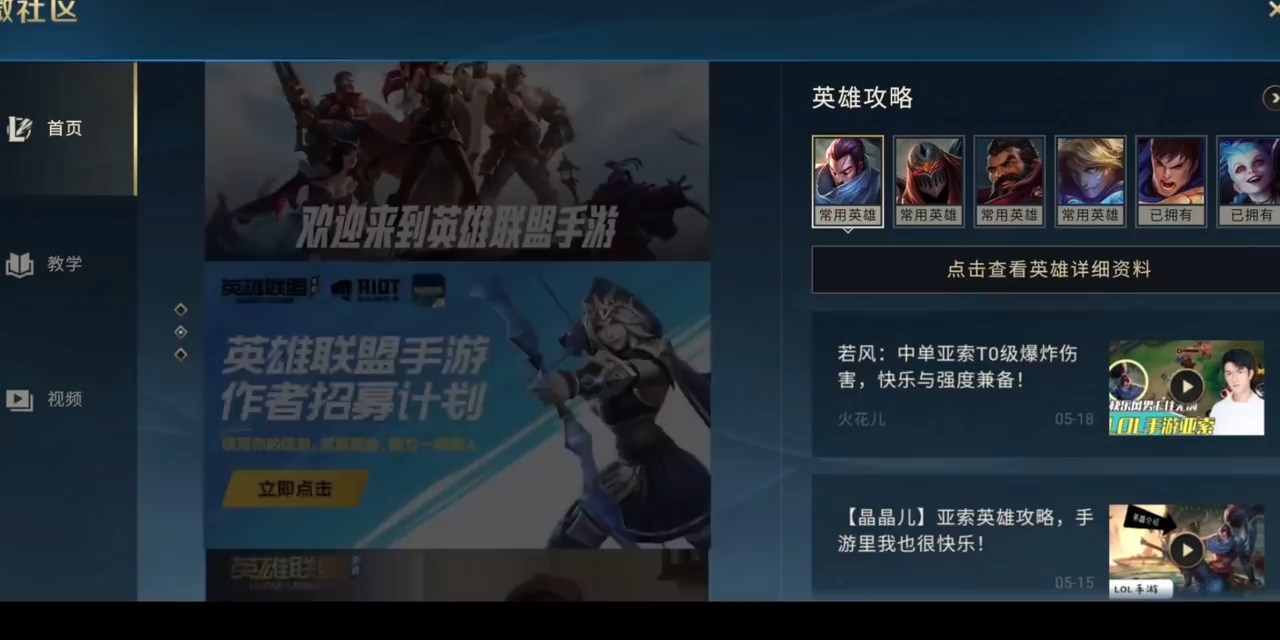 社区
首页
教学
视频
欢迎来到英雄联盟手游
英雄联盟
RIOT
GAMES
英雄联盟手游
作者招募计划
立即点击
英雄联盟
英雄攻略
常用英雄
常用英雄
常用英雄
常用英雄
已拥有
已拥有
点击查看英雄详细资料
若风：中单亚索T0级爆炸伤
害，快乐与强度兼备！
火花儿
05-18
LOL手游亚索
【晶晶儿】亚索英雄攻略，手
游里我也很快乐！
05-15
英雄介绍
LOL手游